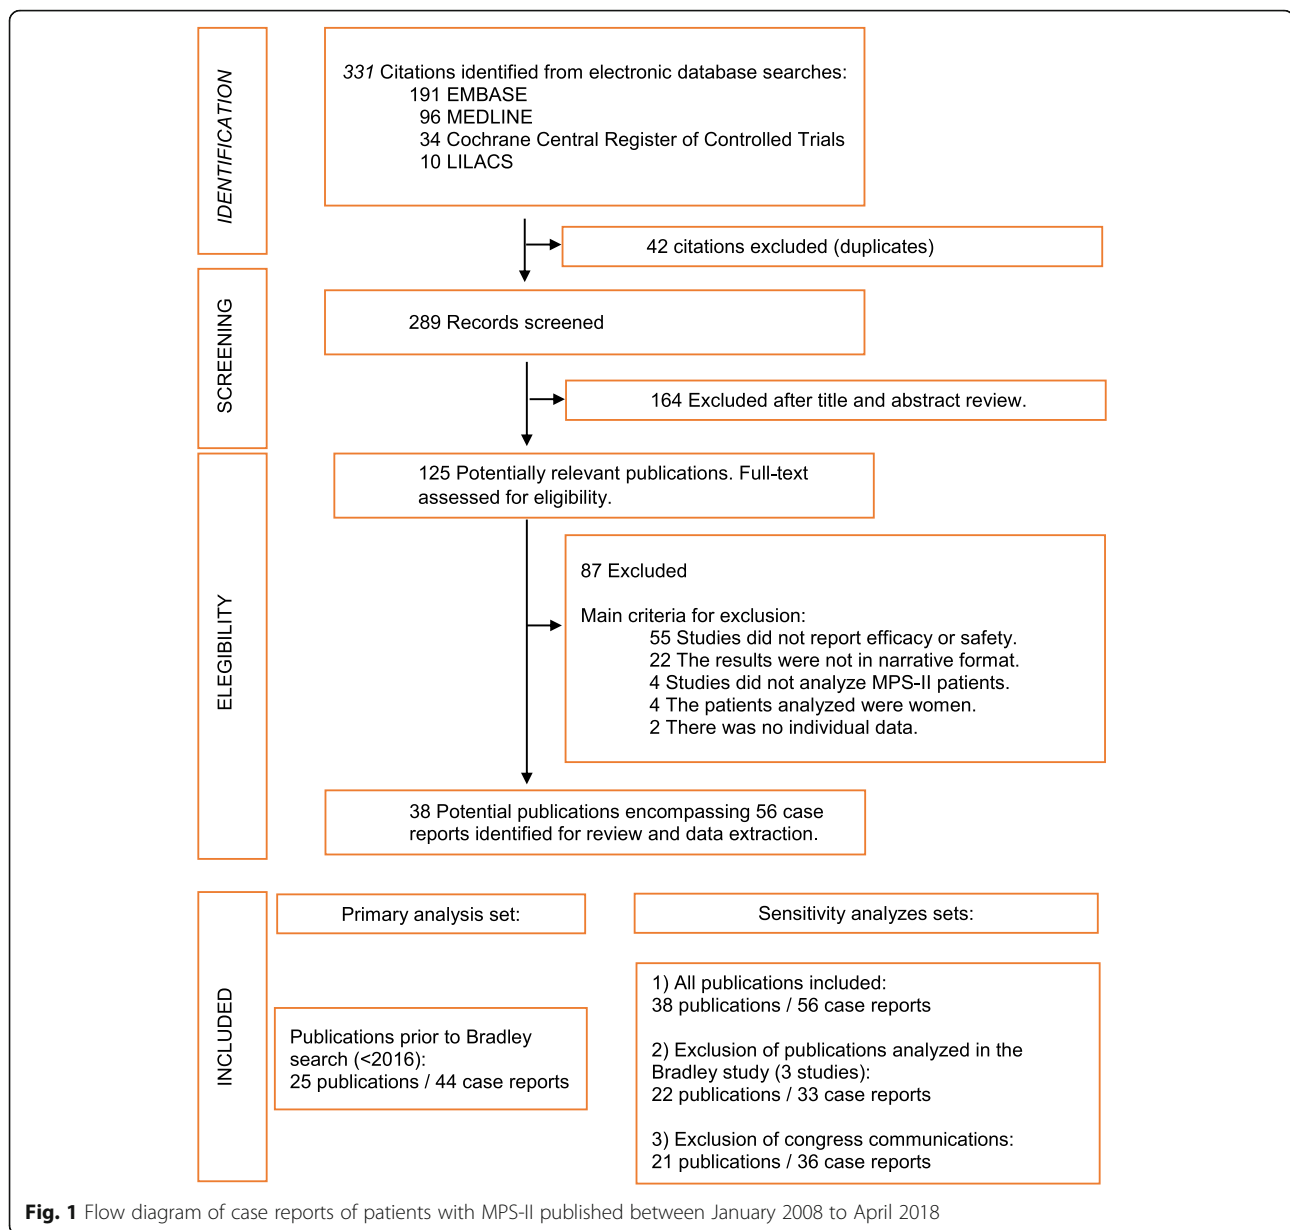 IDENTIFICATION
331 Citations identified from electronic database searches:
191 EMBASE
96 MEDLINE
34 Cochrane Central Register of Controlled Trials
10 LILACS
42 citations excluded (duplicates)
SCREENING
289 Records screened
164 Excluded after title and abstract review.
ELEGIBILITY
125 Potentially relevant publications. Full-text
assessed for eligibility.
87 Excluded
Main criteria for exclusion:
55 Studies did not report efficacy or safety.
22 The results were not in narrative format.
4 Studies did not analyze MPS-II patients.
4 The patients analyzed were women.
2 There was no individual data.
38 Potential publications encompassing 56 case
reports identified for review and data extraction.
INCLUDED
Primary analysis set:
Publications prior to Bradley
search (<2016):
25 publications / 44 case reports
Sensitivity analyzes sets:
1) All publications included:
38 publications / 56 case reports
2) Exclusion of publications analyzed in the
Bradley study (3 studies):
22 publications / 33 case reports
3) Exclusion of congress communications:
21 publications / 36 case reports
Fig. 1 Flow diagram of case reports of patients with MPS-II published between January 2008 to April 2018